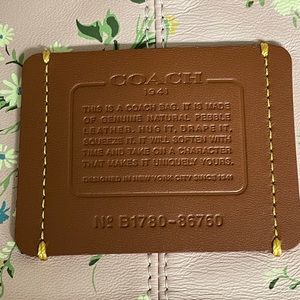 COACH
1941
THIS IS A COACH BAG. IT IS MADE
OF GENUINE NATURAL PEBBLE
LEATHER. HUG IT, DRAPE IT,
SQUEEZE IT. IT WILL SOFTEN WITH
TIME AND TAKE ON A CHARACTER
THAT MAKES IT UNIQUELY YOURS.
DESIGNED IN NEW YORK CITY SINCE 1941
Nº B1780-86760